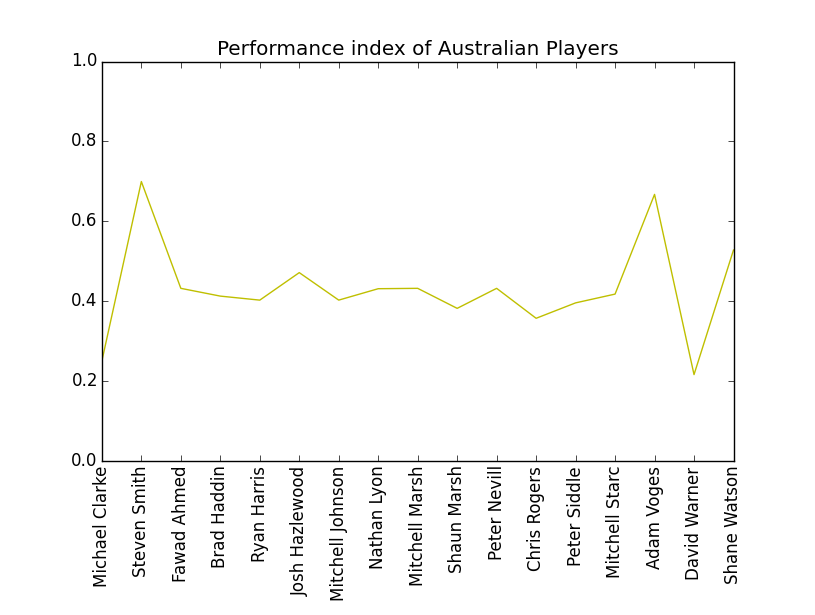 Performance index of Australian Players
1.0
0.8
0.6
0.4
0.2
0.0
Michael Clarke
Steven Smith
Fawad Ahmed
Brad Haddin
Ryan Harris
Josh Hazlewood
Mitchell Johnson
Nathan Lyon
Mitchell Marsh
Shaun Marsh
Peter Nevill
Chris Rogers
Peter Siddle
Mitchell Starc
Adam Voges
David Warner
Shane Watson